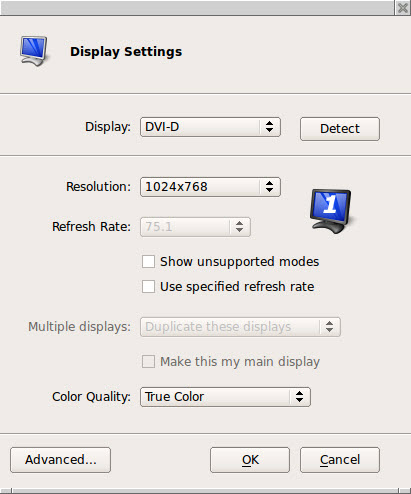 Display Settings
Display: DVI-D Detect
Resolution: 1024x768
1
Refresh Rate: 75.1
Show unsupported modes
Use specified refresh rate
Multiple displays: Duplicate these displays
Make this my main display
Color Quality: True Color
Advanced... OK Cancel